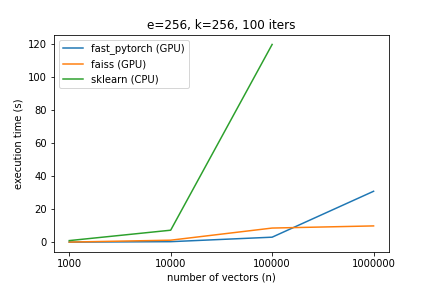 e=256, k=256, 100 iters
fast_pytorch (GPU)
faiss (GPU)
sklearn (CPU)
execution time (s)
120
100
80
60
40
20
0
1000
10000
100000
1000000
number of vectors (n)